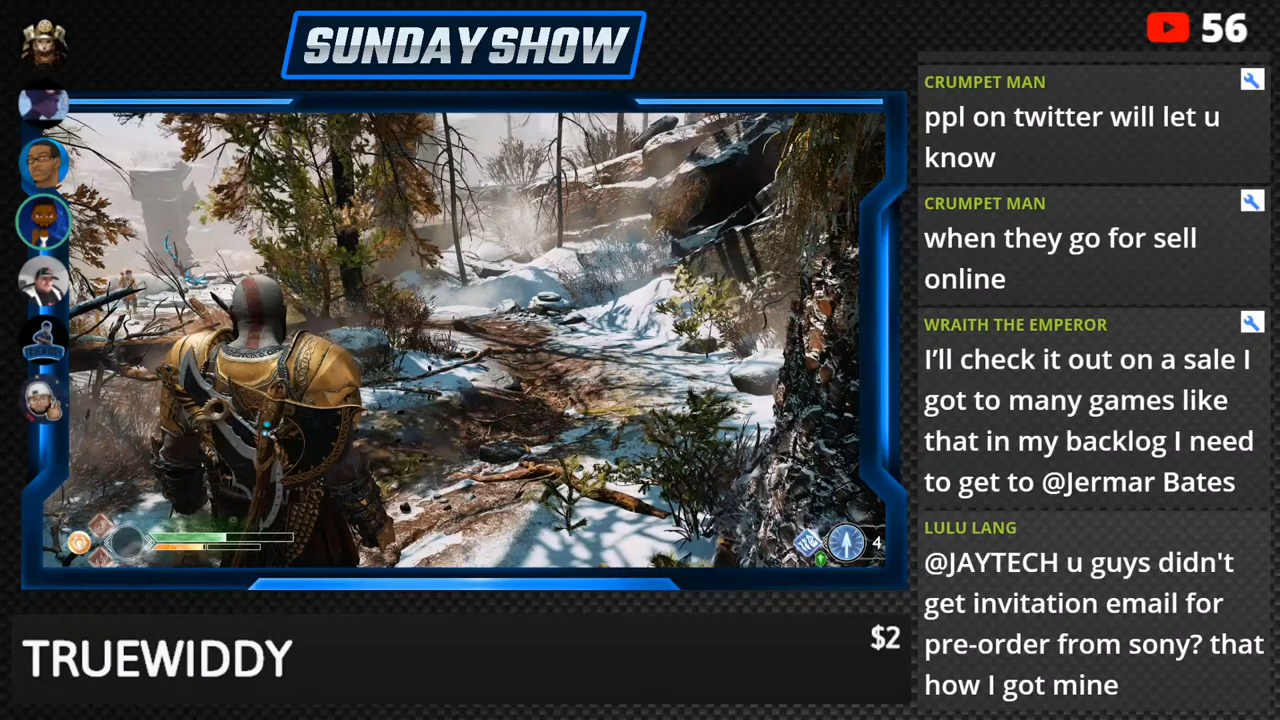 SUNDAY SHOW
56
CRUMPET MAN
ppl on twitter will let u
know
CRUMPET MAN
when they go for sell
online
WRAITH THE EMPEROR
I’ll check it out on a sale I
got to many games like
that in my backlog I need
to get to @Jermar Bates
LULU LANG
@JAYTECH u guys didn't
get invitation email for
pre-order from sony? that
how I got mine
4
TRUEWIDDY
$2